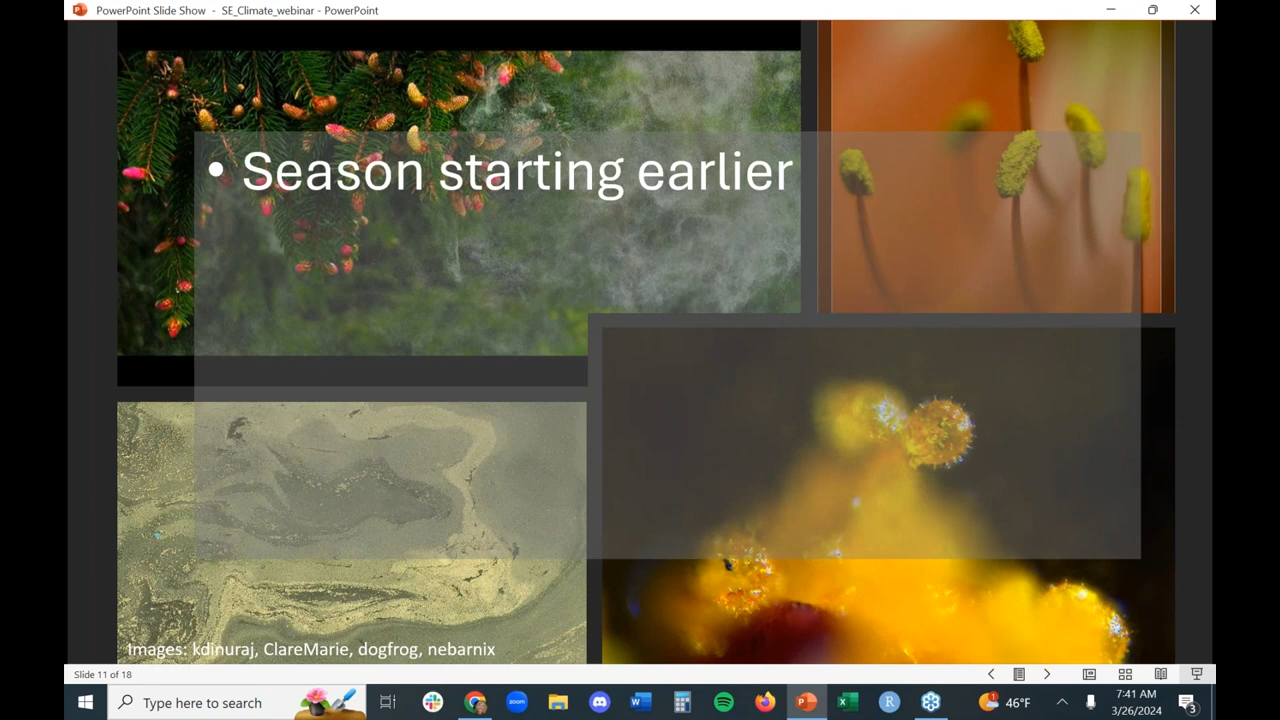 PowerPoint Slide Show - SE_Climate_webinar - PowerPoint
• Season starting earlier
Images: kdinuraj, ClareMarie, dogfrog, nebarnix
Slide 11 of 18
Type here to search
zoom
46°F
7:41 AM
3/26/2024